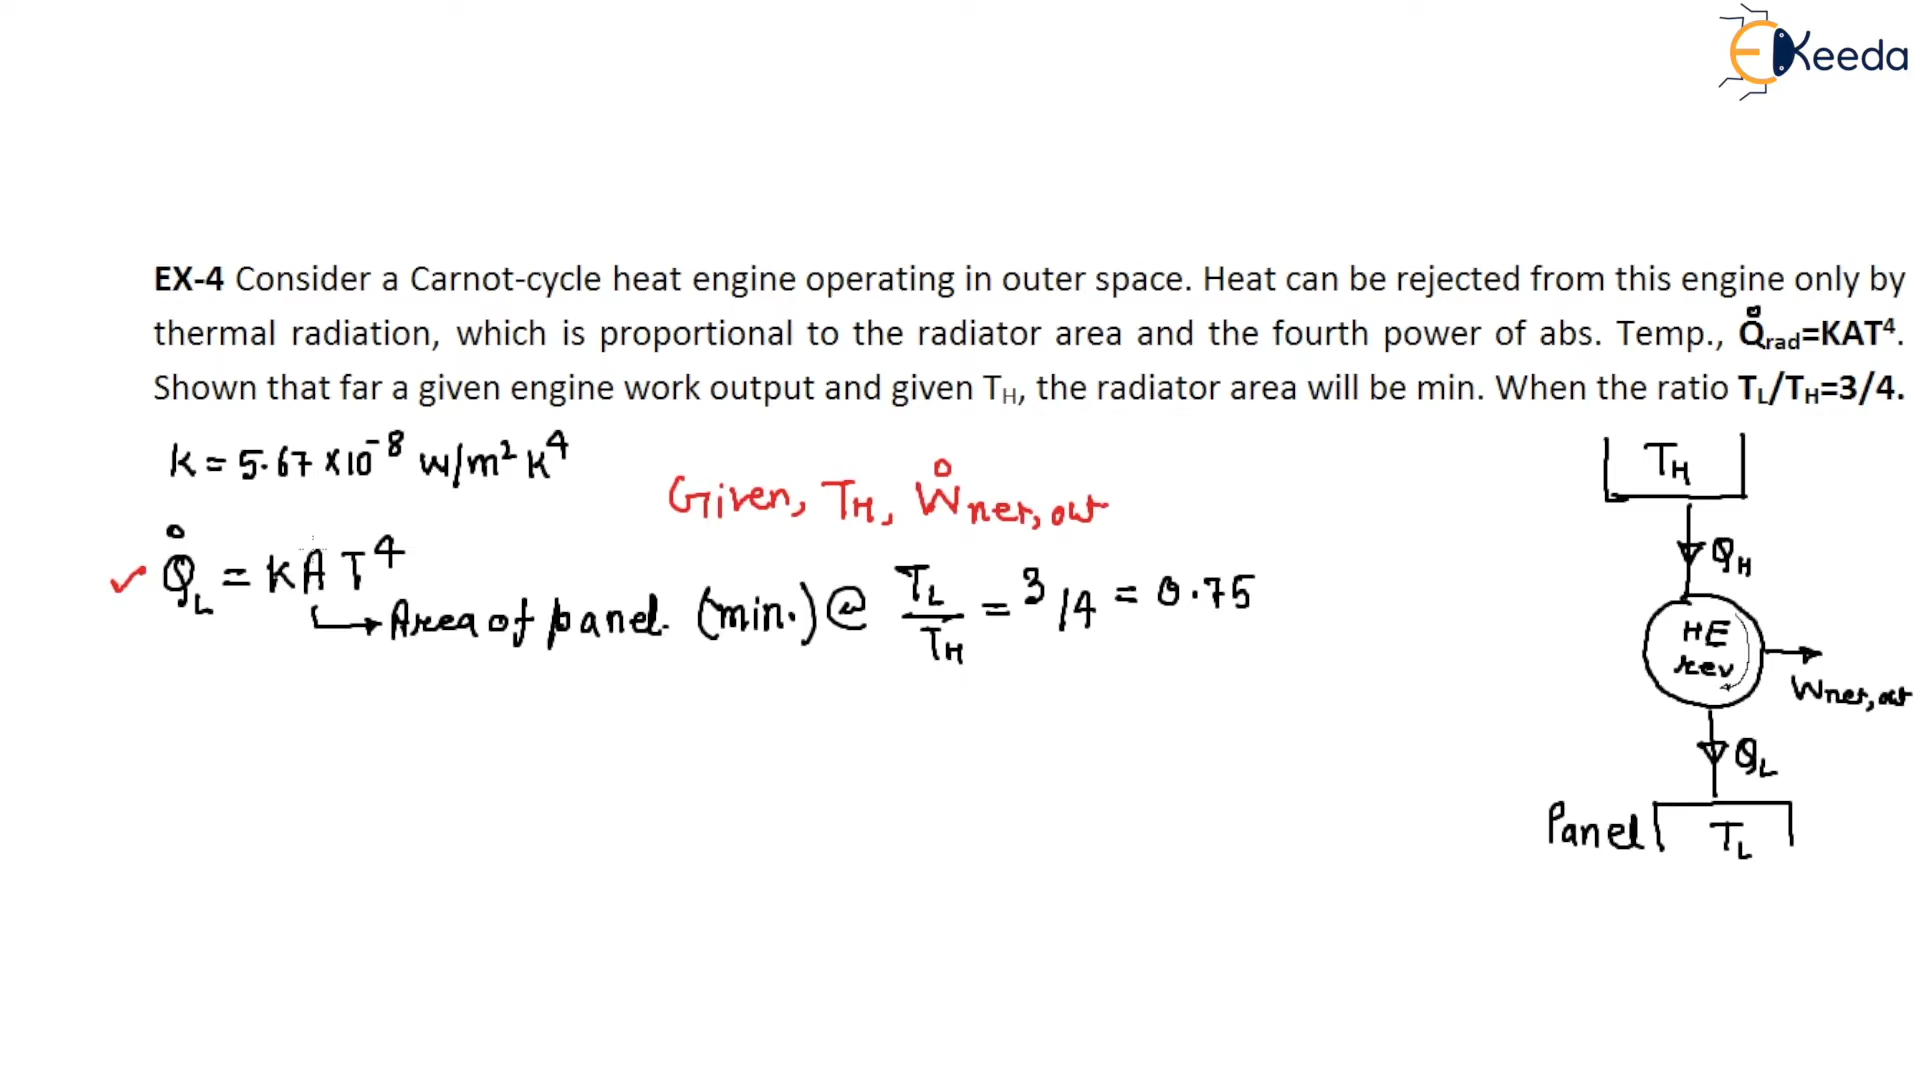 EKeeda
EX-4 Consider a Carnot-cycle heat engine operating in outer space. Heat can be rejected from this engine only by
thermal radiation, which is proportional to the radiator area and the fourth power of abs. Temp., Q̊rad=KAT⁴.
Shown that far a given engine work output and given TH, the radiator area will be min. When the ratio TL/TH=3/4.
K = 5.67 × 10⁻⁸ W/m² K⁴
Given, TH, W̊net, out
✓ Q̊L = KAT⁴
↳ Area of panel. (min.) @ TL/TH = 3/4 = 0.75
TH
QH
HE
rev
Wnet, out
QL
Panel TL